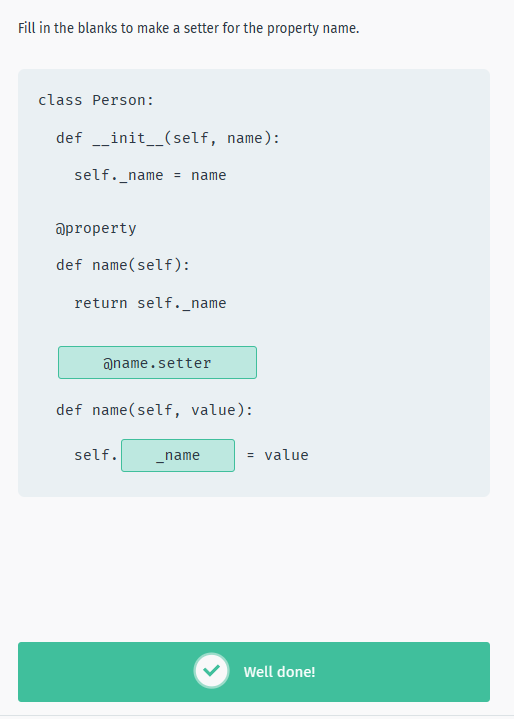 Fill in the blanks to make a setter for the property name.
class Person:
def __init__(self, name):
self._name = name
@property
def name(self):
return self._name
@name.setter
def name(self, value):
self. _name = value
Well done!